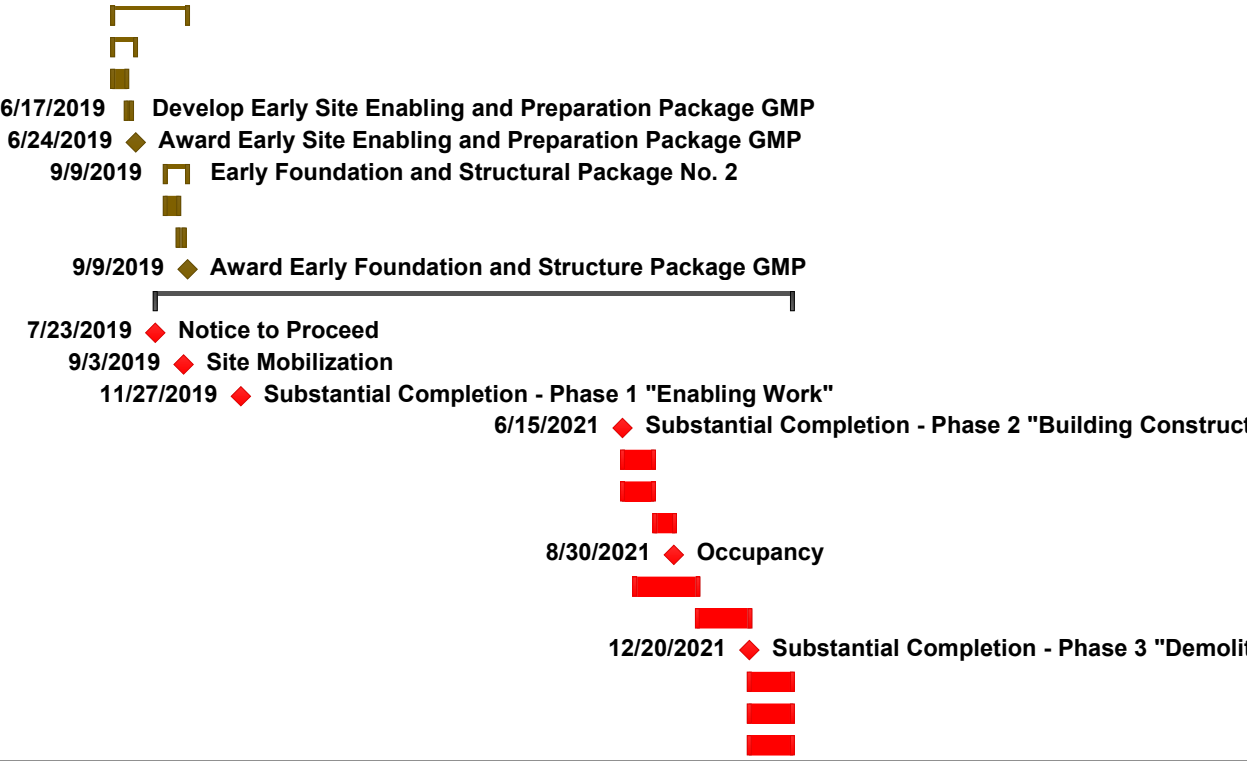 6/17/2019 Develop Early Site Enabling and Preparation Package GMP
6/24/2019 Award Early Site Enabling and Preparation Package GMP
9/9/2019 Early Foundation and Structural Package No. 2
9/9/2019 Award Early Foundation and Structure Package GMP
7/23/2019 Notice to Proceed
9/3/2019 Site Mobilization
11/27/2019 Substantial Completion - Phase 1 "Enabling Work"
6/15/2021 Substantial Completion - Phase 2 "Building Construct
8/30/2021 Occupancy
12/20/2021 Substantial Completion - Phase 3 "Demolit